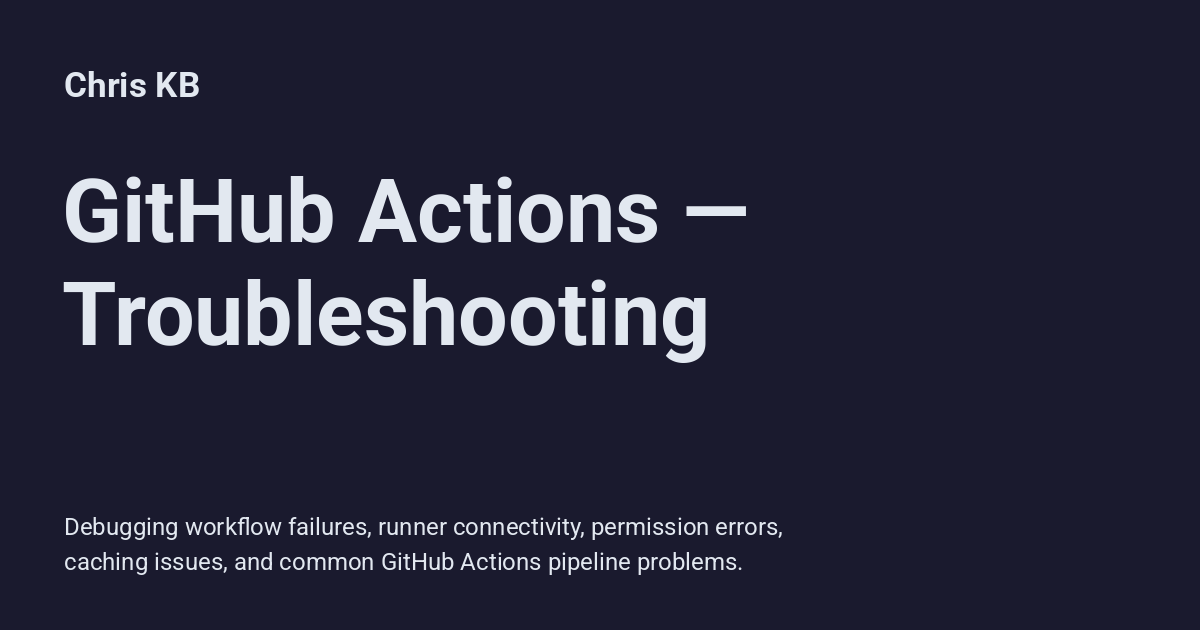 Chris KB
GitHub Actions —
Troubleshooting
Debugging workflow failures, runner connectivity, permission errors,
caching issues, and common GitHub Actions pipeline problems.